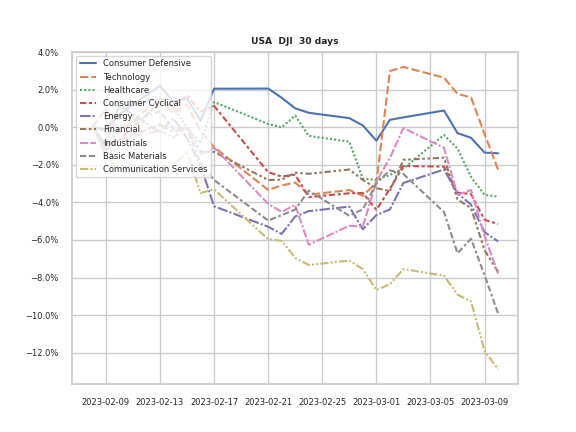 USA DJI 30 days
4.0%
2.0%
0.0%
−2.0%
−4.0%
−6.0%
−8.0%
−10.0%
−12.0%
Consumer Defensive
Technology
Healthcare
Consumer Cyclical
Energy
Financial
Industrials
Basic Materials
Communication Services
2023-02-09 2023-02-13 2023-02-17 2023-02-21 2023-02-25 2023-03-01 2023-03-05 2023-03-09